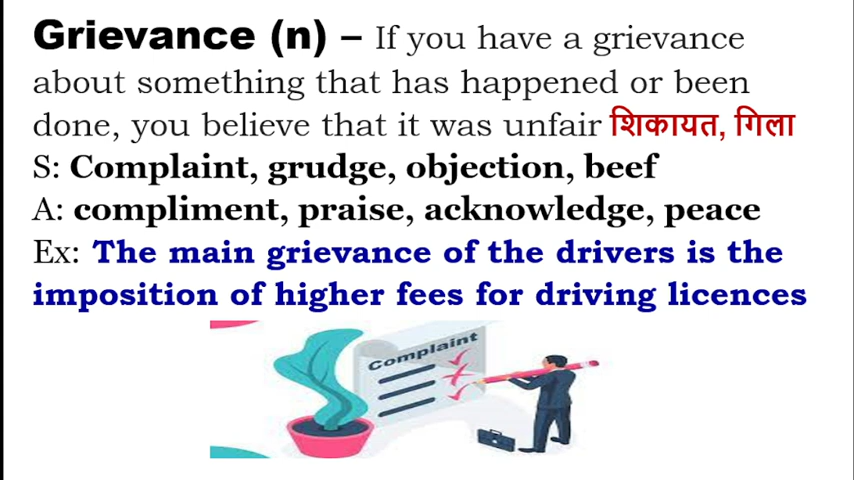 Grievance (n) – If you have a grievance
about something that has happened or been
done, you believe that it was unfair शिकायत, गिला
S: Complaint, grudge, objection, beef
A: compliment, praise, acknowledge, peace
Ex: The main grievance of the drivers is the
imposition of higher fees for driving licences
Complaint